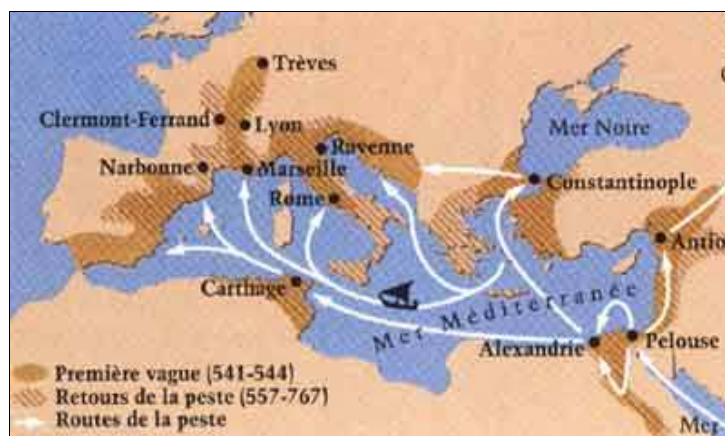 Trèves
Clermont-Ferrand
Lyon
Ravenne
Mer Noire
Narbonne
Marseille
Constantinople
Rome
Antio
Carthage
Mer Méditerranée
Alexandrie
Pelouse
Première vague (541-544)
Retours de la peste (557-767)
Routes de la peste
Mer